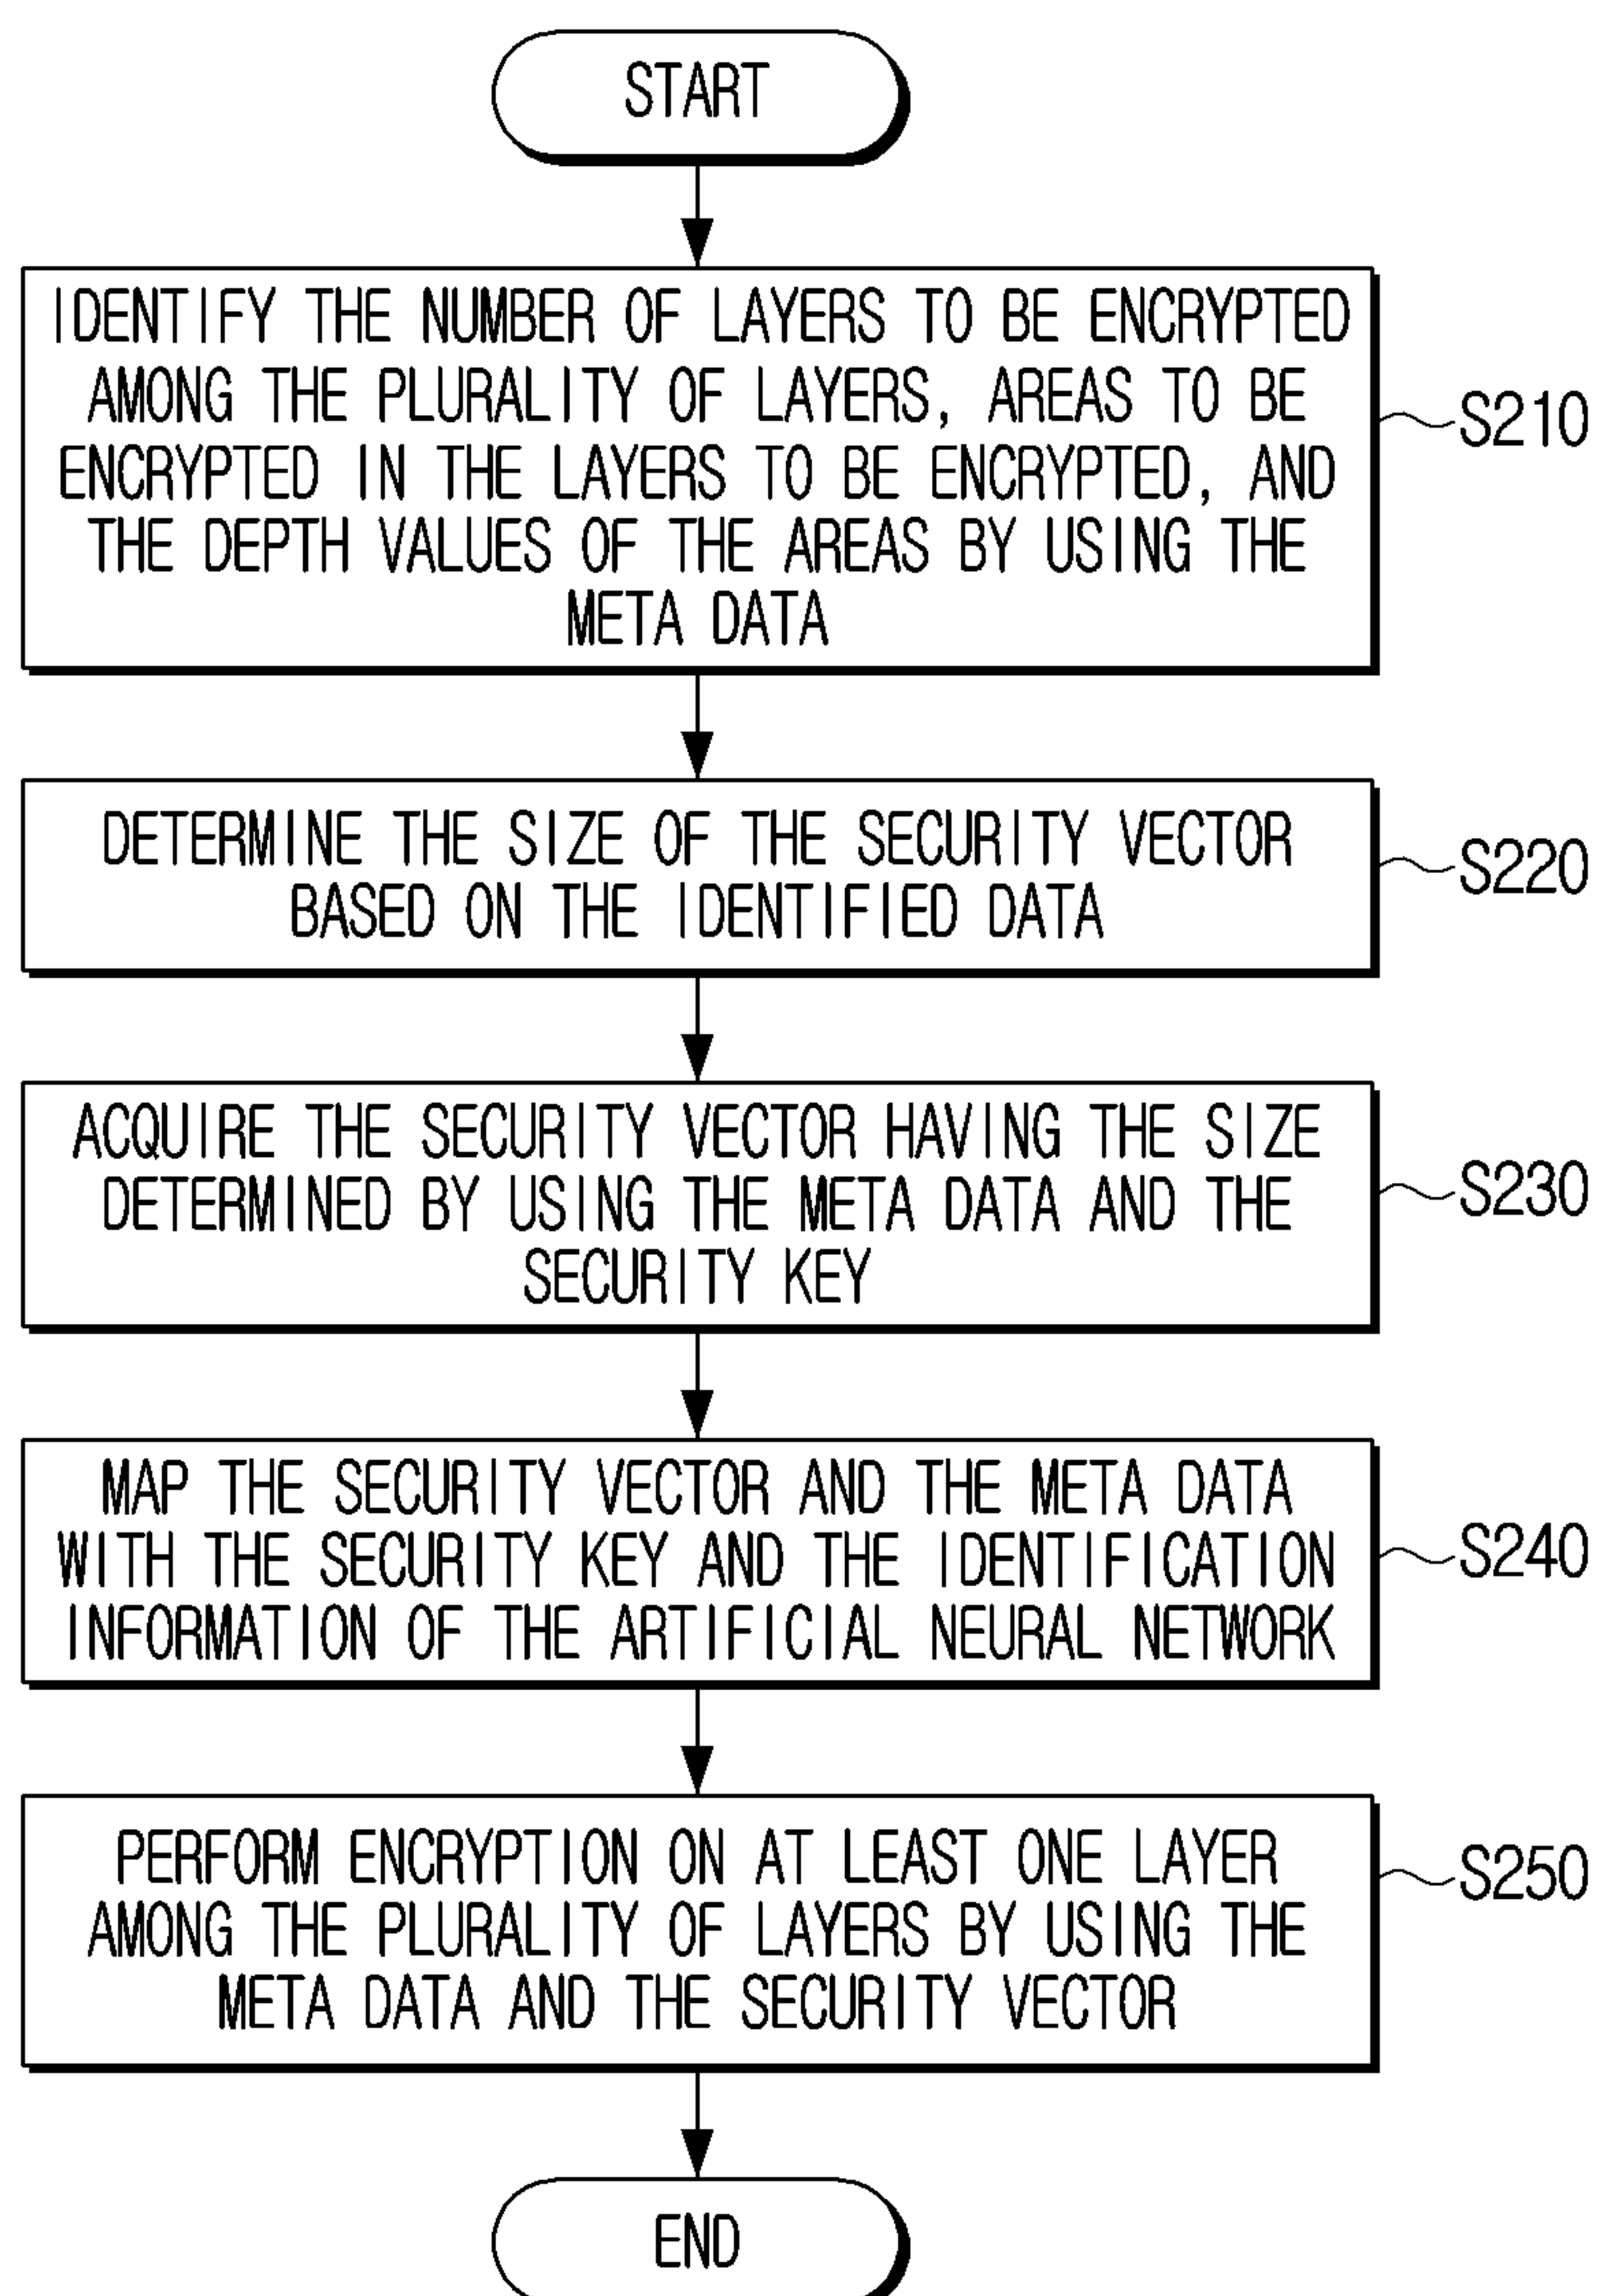 START
IDENTIFY THE NUMBER OF LAYERS TO BE ENCRYPTED
AMONG THE PLURALITY OF LAYERS, AREAS TO BE
ENCRYPTED IN THE LAYERS TO BE ENCRYPTED, AND
THE DEPTH VALUES OF THE AREAS BY USING THE
META DATA
S210
DETERMINE THE SIZE OF THE SECURITY VECTOR
BASED ON THE IDENTIFIED DATA
S220
ACQUIRE THE SECURITY VECTOR HAVING THE SIZE
DETERMINED BY USING THE META DATA AND THE
SECURITY KEY
S230
MAP THE SECURITY VECTOR AND THE META DATA
WITH THE SECURITY KEY AND THE IDENTIFICATION
INFORMATION OF THE ARTIFICIAL NEURAL NETWORK
S240
PERFORM ENCRYPTION ON AT LEAST ONE LAYER
AMONG THE PLURALITY OF LAYERS BY USING THE
META DATA AND THE SECURITY VECTOR
S250
END